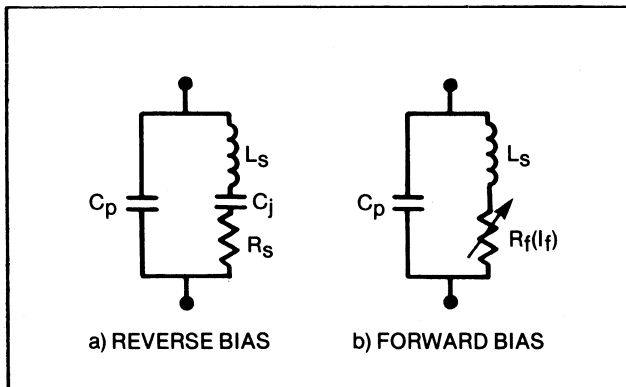 Cp
Ls
Cj
Rs
a) REVERSE BIAS
Cp
Ls
Rf(If)
b) FORWARD BIAS